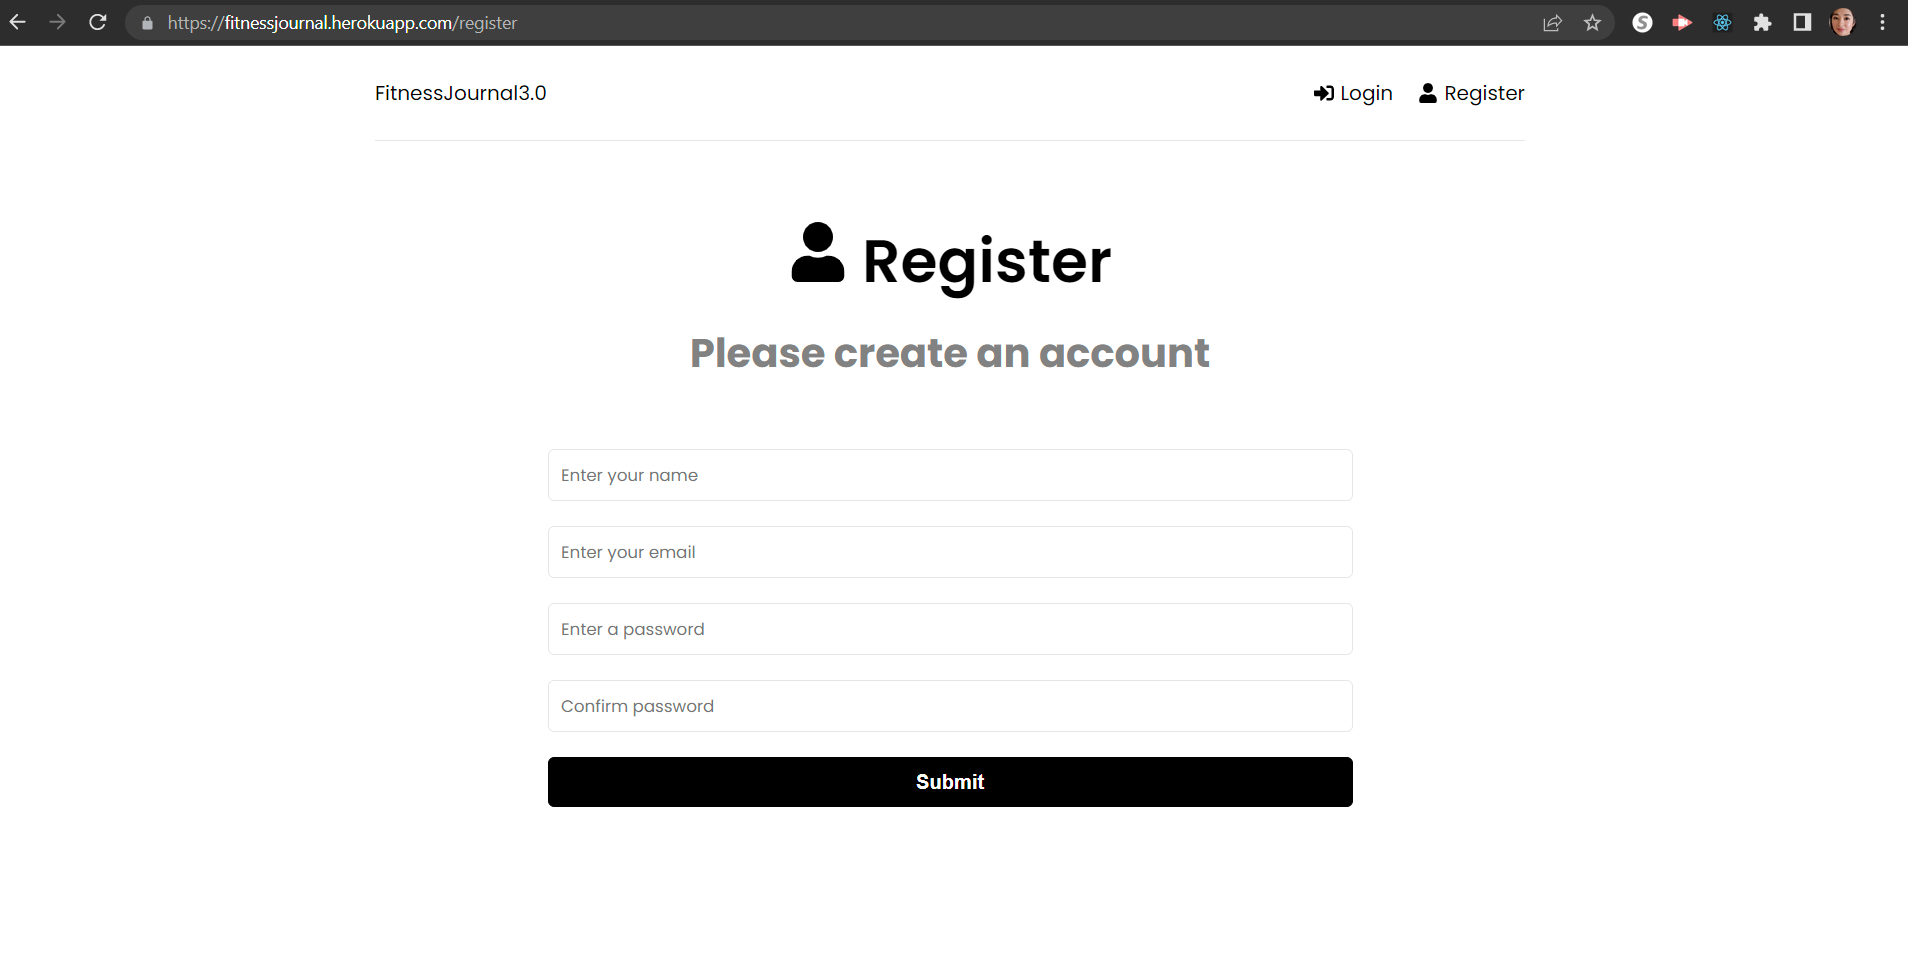 https://fitnessjournal.herokuapp.com/register
FitnessJournal3.0
Login
Register
Register
Please create an account
Enter your name
Enter your email
Enter a password
Confirm password
Submit